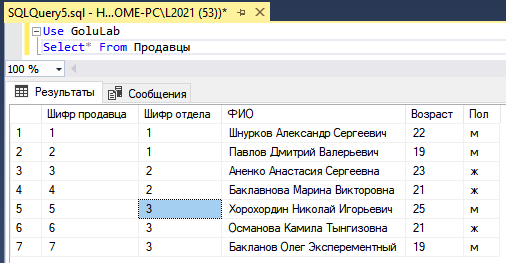 SQLQuery5.sql - H...OME-PC\L2021 (53))*
Use GoluLab
Select* From Продавцы
100 %
Результаты Сообщения
Шифр продавца Шифр отдела ФИО Возраст Пол
1 1 1 Шнурков Александр Сергеевич 22 м
2 2 1 Павлов Дмитрий Валерьевич 19 м
3 3 2 Аненко Анастасия Сергеевна 23 ж
4 4 2 Баклавнова Марина Викторовна 21 ж
5 5 3 Хорохордин Николай Игорьевич 25 м
6 6 3 Османова Камила Тынгизовна 21 ж
7 7 3 Бакланов Олег Эксперементный 19 м